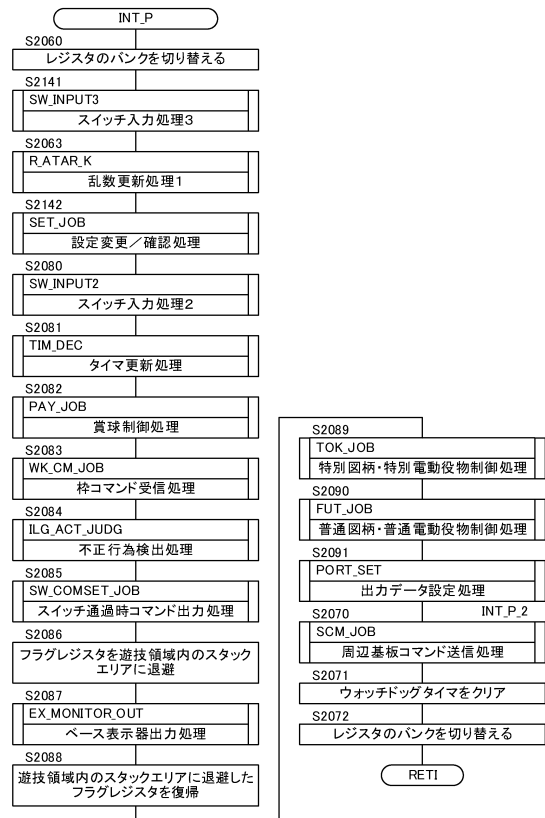 INT_P
S2060
レジスタのバンクを切り替える
S2141
SW_INPUT3
スイッチ入力処理３
S2063
R_ATAR_K
乱数更新処理１
S2142
SET_JOB
設定変更／確認処理
S2080
SW_INPUT2
スイッチ入力処理２
S2081
TIM_DEC
タイマ更新処理
S2082
PAY_JOB
賞球制御処理
S2083
WK_CM_JOB
枠コマンド受信処理
S2084
ILG_ACT_JUDG
不正行為検出処理
S2085
SW_COMSET_JOB
スイッチ通過時コマンド出力処理
S2086
フラグレジスタを遊技領域内のスタック
エリアに退避
S2087
EX_MONITOR_OUT
ベース表示器出力処理
S2088
遊技領域内のスタックエリアに退避した
フラグレジスタを復帰
S2089
TOK_JOB
特別図柄・特別電動役物制御処理
S2090
FUT_JOB
普通図柄・普通電動役物制御処理
S2091
PORT_SET
出力データ設定処理
INT_P_2
S2070
SCM_JOB
周辺基板コマンド送信処理
S2071
ウォッチドッグタイマをクリア
S2072
レジスタのバンクを切り替える
RETI